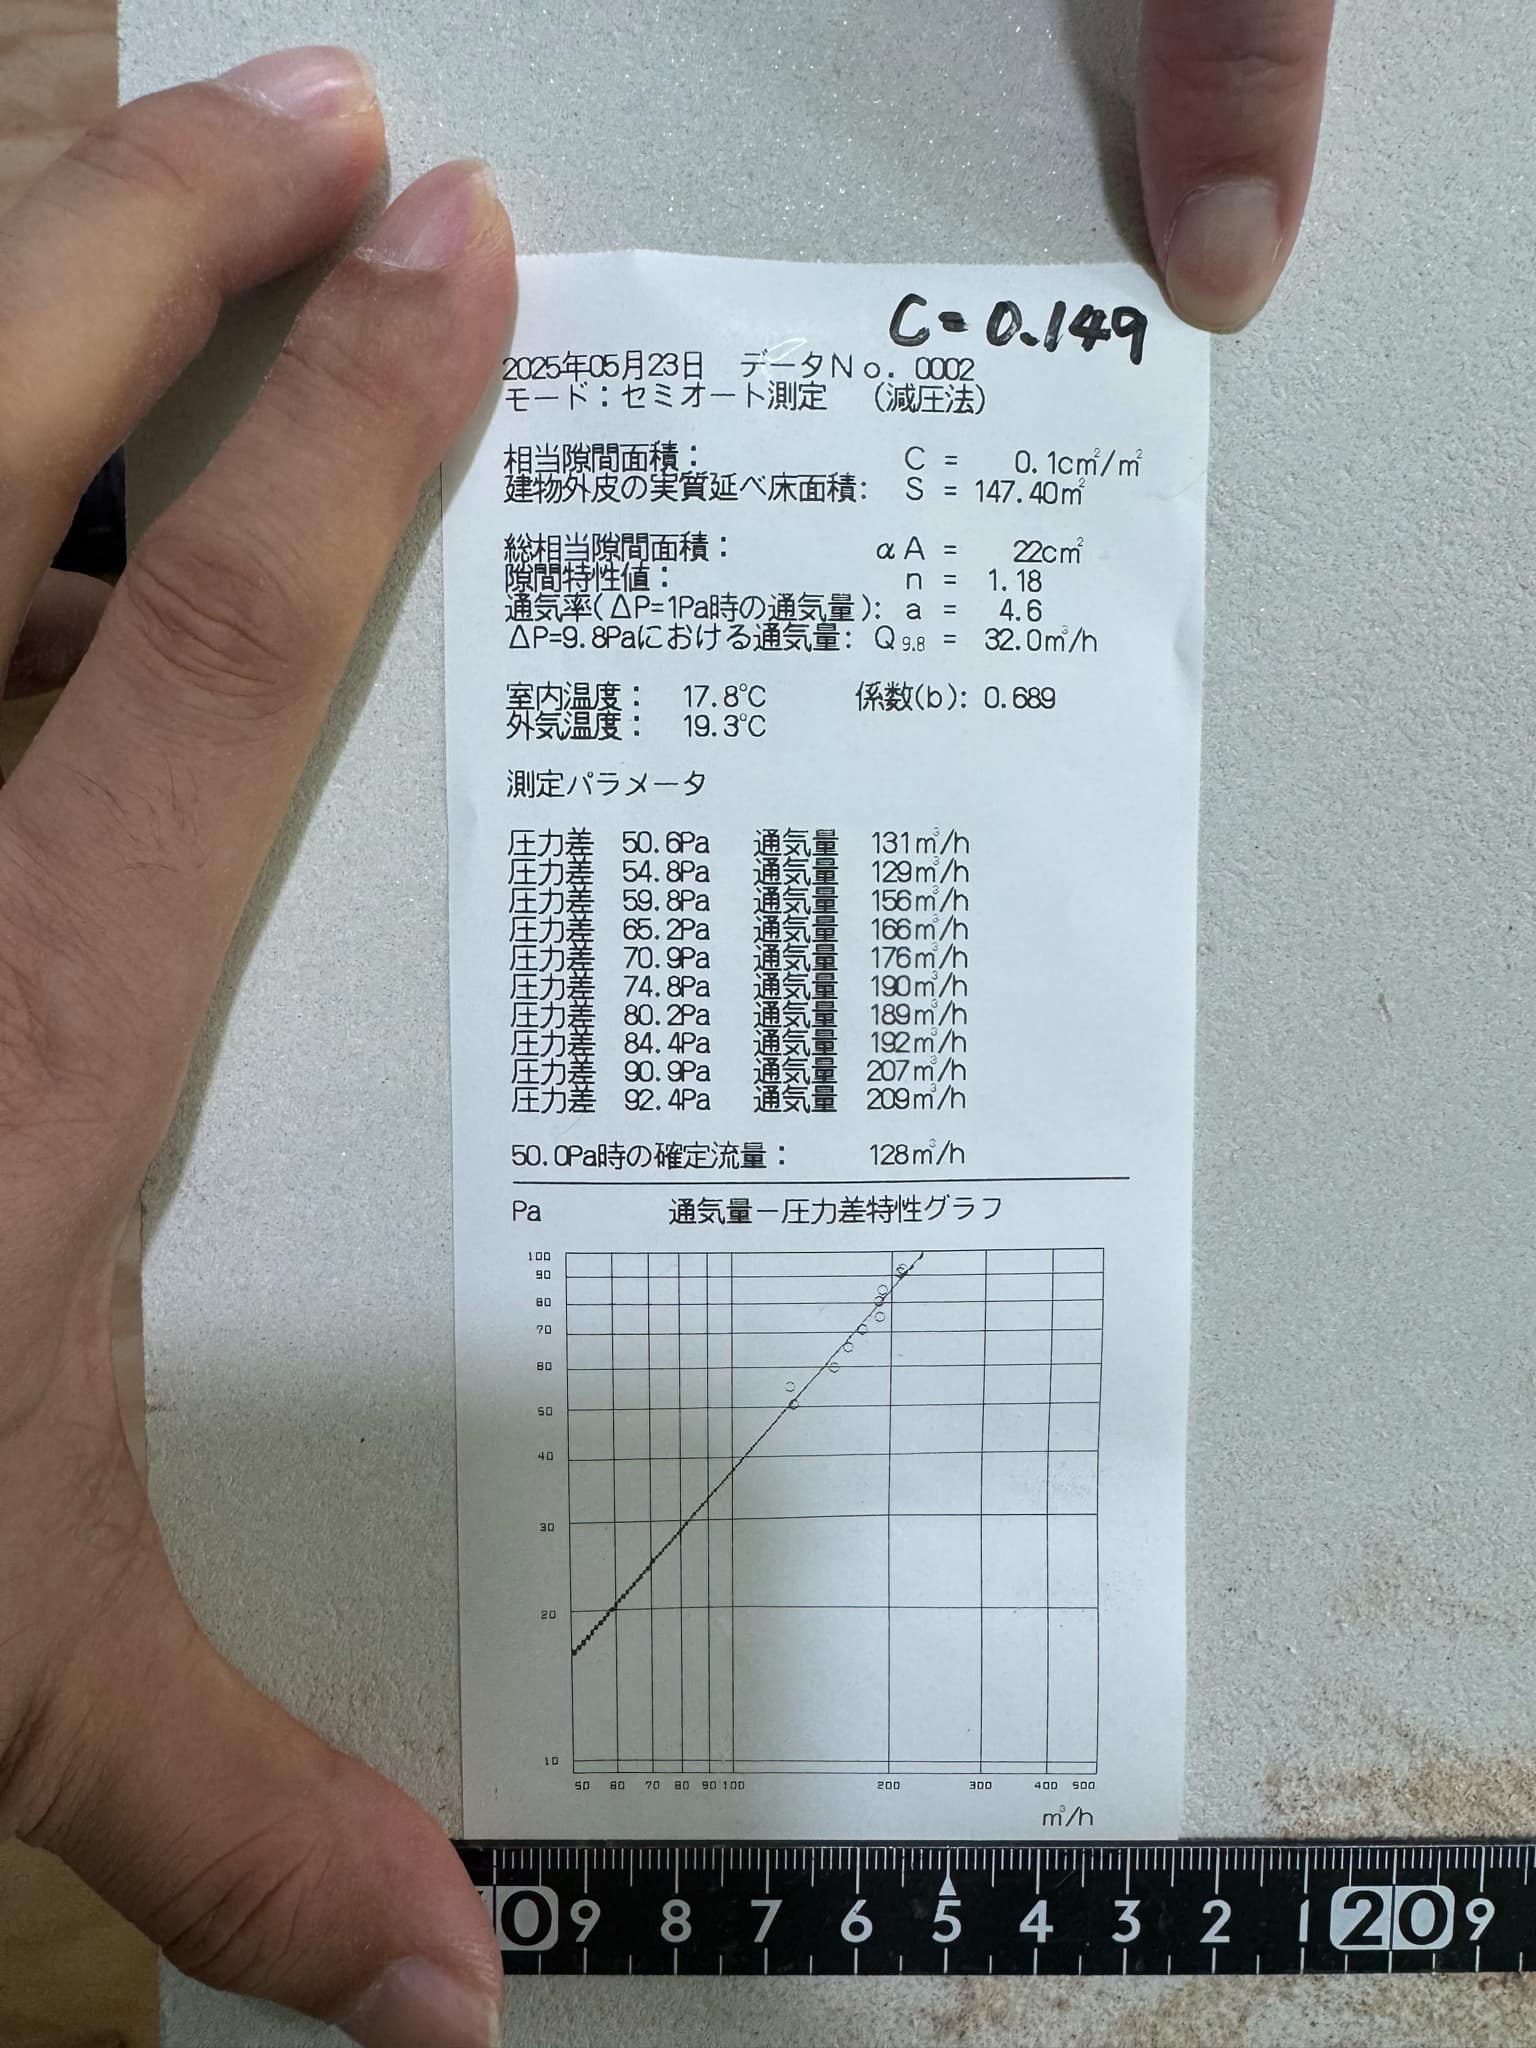 C=0.149
2025年05月23日 データNo. 0002
モード:セミオート測定 (減圧法)
相当隙間面積: C = 0.1cm²/m²
建物外皮の実質延べ床面積: S = 147.40m²
総相当隙間面積: αA = 22cm²
隙間特性値: n = 1.18
通気率(ΔP=1Pa時の通気量): a = 4.6
ΔP=9.8Paにおける通気量: Q9.8 = 32.0m³/h
室内温度: 17.8℃ 係数(b): 0.689
外気温度: 19.3℃
測定パラメータ
圧力差 50.6Pa 通気量 131m³/h
圧力差 54.8Pa 通気量 129m³/h
圧力差 59.8Pa 通気量 156m³/h
圧力差 65.2Pa 通気量 166m³/h
圧力差 70.9Pa 通気量 176m³/h
圧力差 74.8Pa 通気量 190m³/h
圧力差 80.2Pa 通気量 189m³/h
圧力差 84.4Pa 通気量 192m³/h
圧力差 90.9Pa 通気量 207m³/h
圧力差 92.4Pa 通気量 209m³/h
50.0Pa時の確定流量: 128m³/h
Pa 通気量-圧力差特性グラフ
100
90
80
70
60
50
40
30
20
10
50 60 70 80 90 100 200 300 400 500
m³/h
0 9 8 7 6 5 4 3 2 1 20 9